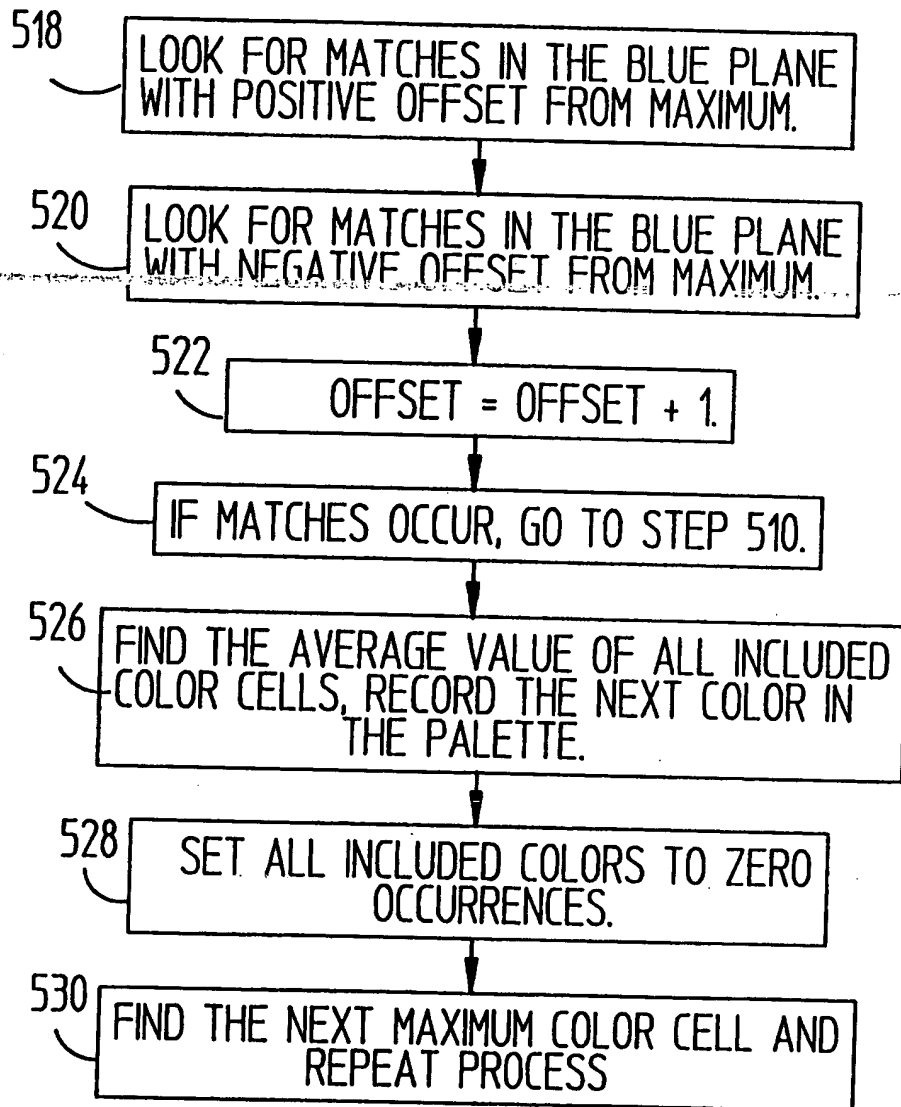 518
LOOK FOR MATCHES IN THE BLUE PLANE
WITH POSITIVE OFFSET FROM MAXIMUM.
520
LOOK FOR MATCHES IN THE BLUE PLANE
WITH NEGATIVE OFFSET FROM MAXIMUM.
522
OFFSET = OFFSET + 1.
524
IF MATCHES OCCUR, GO TO STEP 510.
526
FIND THE AVERAGE VALUE OF ALL INCLUDED
COLOR CELLS, RECORD THE NEXT COLOR IN
THE PALETTE.
528
SET ALL INCLUDED COLORS TO ZERO
OCCURRENCES.
530
FIND THE NEXT MAXIMUM COLOR CELL AND
REPEAT PROCESS